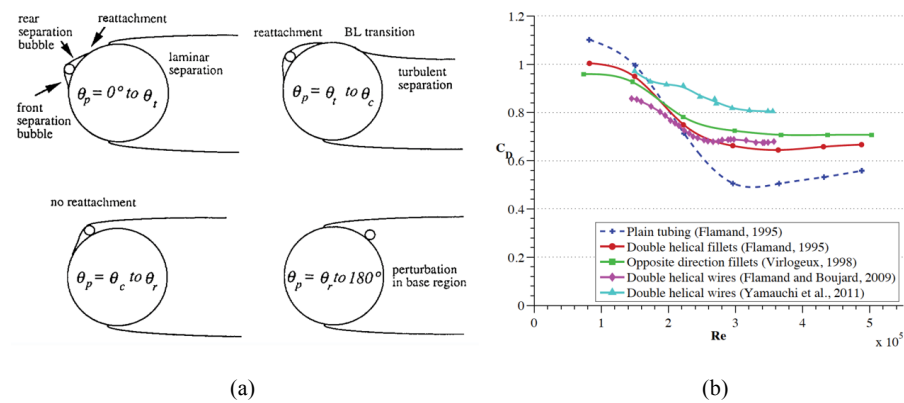 rear
separation
bubble
reattachment
laminar
separation
θp = 0° to θt
front
separation
bubble
reattachment
BL transition
turbulent
separation
θp = θt to θc
no reattachment
θp = θc to θr
θp = θr to 180°
perturbation
in base region
(a)
1.2
1
0.8
CD
0.6
0.4
0.2
0
Plain tubing (Flamand, 1995)
Double helical fillets (Flamand, 1995)
Opposite direction fillets (Virlogeux, 1998)
Double helical wires (Flamand and Boujard, 2009)
Double helical wires (Yamauchi et al., 2011)
0 1 2 3 4 5
Re
x 10⁵
(b)